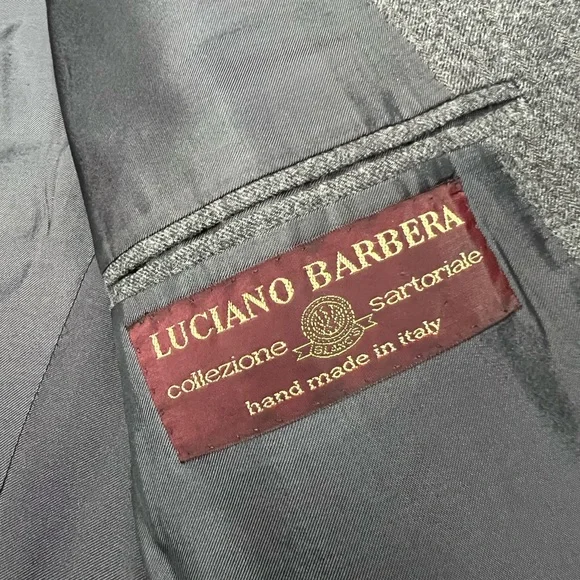 LUCIANO BARBERA
collezione sartoriale
hand made in italy